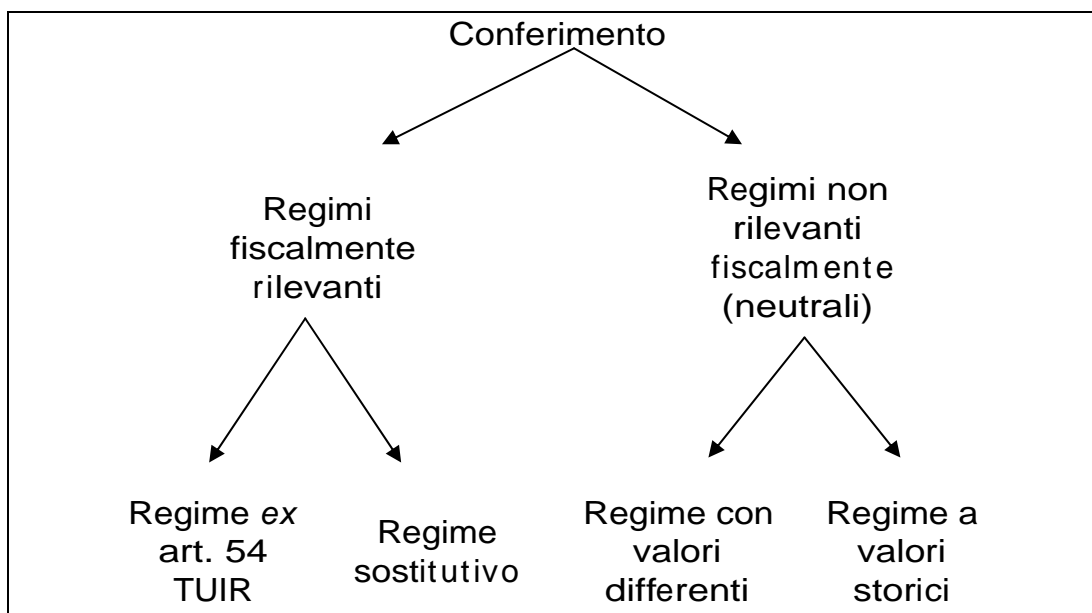 Conferimento
Regimi
fiscalmente
rilevanti
Regimi non
rilevanti
fiscalmente
(neutrali)
Regime ex
art. 54
TUIR
Regime
sostitutivo
Regime con
valori
differenti
Regime a
valori
storici